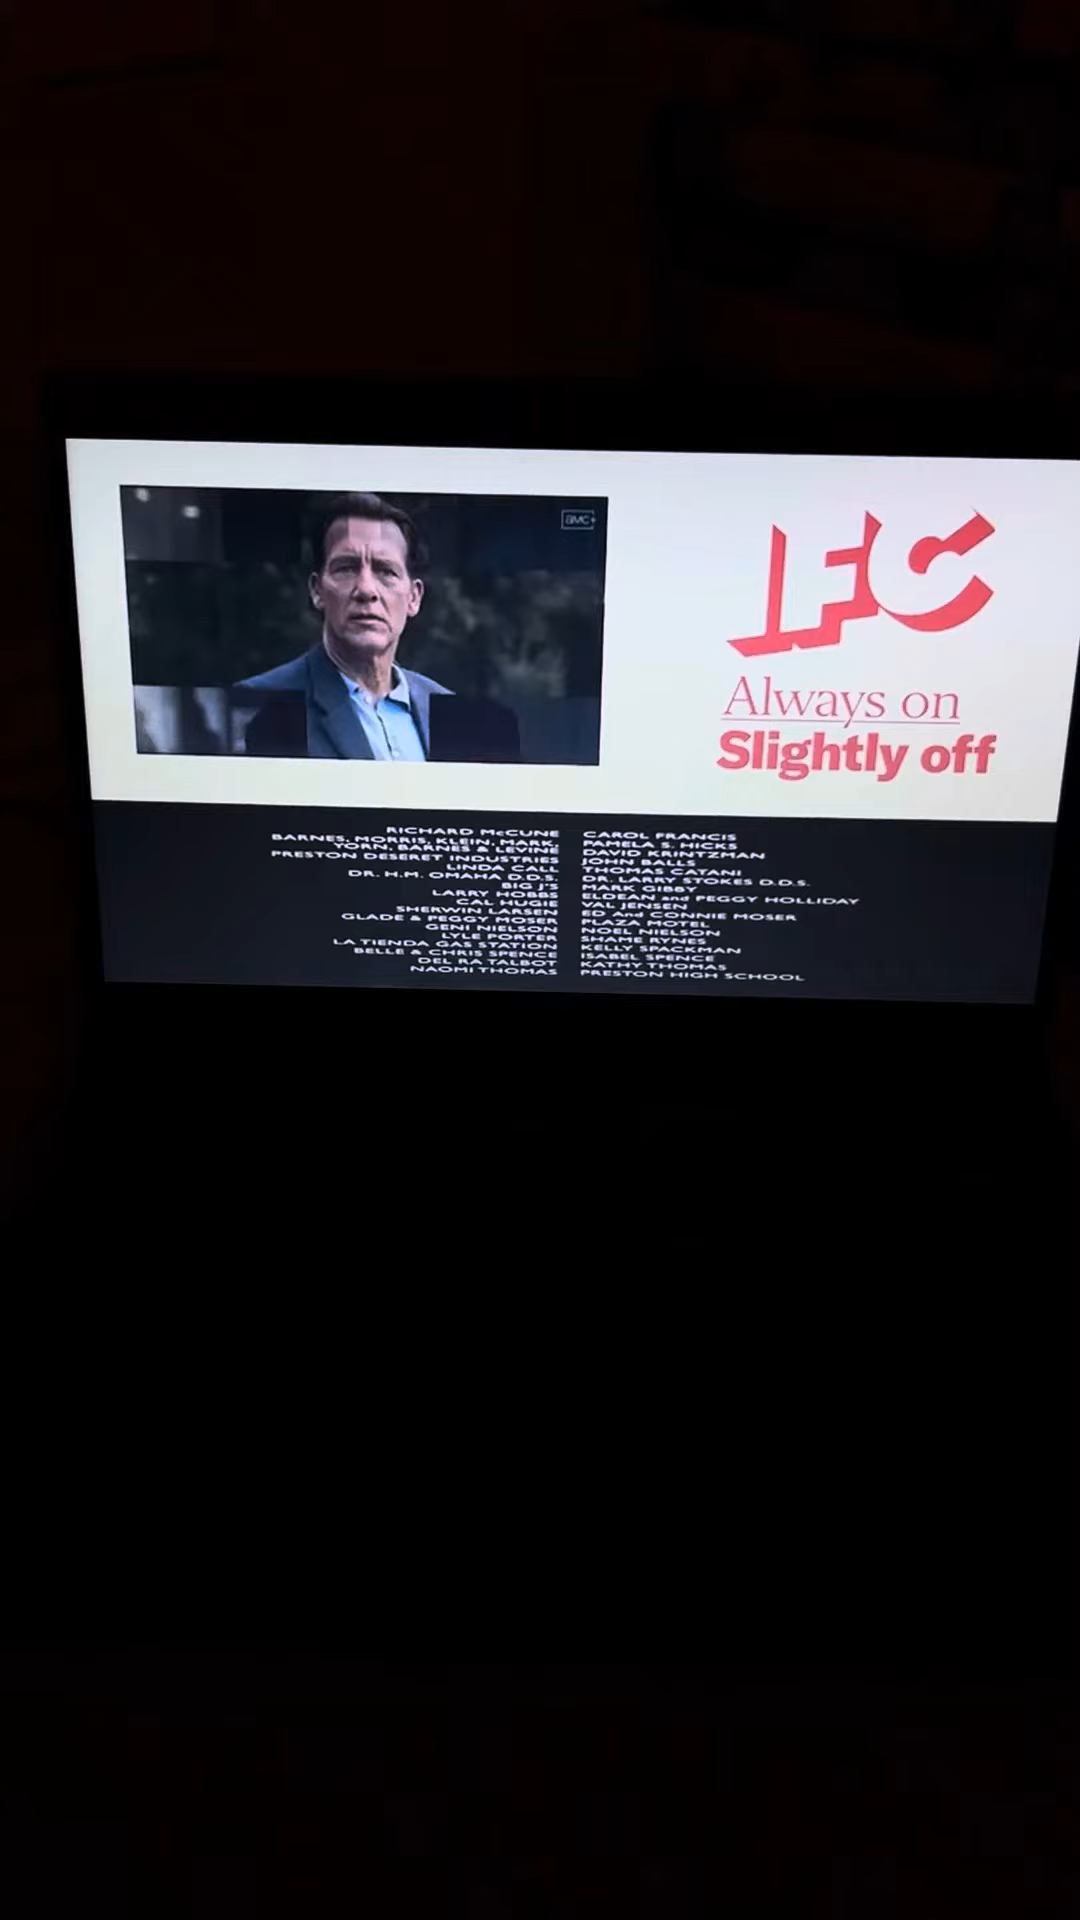 amc+
IFC
Always on
Slightly off
RICHARD McCUNE
BARNES, MORRIS, KLEIN, MARK,
YORN, BARNES & LEVINE
PRESTON DESERET INDUSTRIES
LINDA CALL
DR. H.M. OMAHA D.D.S.
BIG J'S
LARRY HOBBS
CAL HUGIE
SHERWIN LARSEN
GLADE & PEGGY MOSER
GENI NIELSON
LYLE PORTER
LA TIENDA GAS STATION
BELLE & CHRIS SPENCE
DEL RA TALBOT
NAOMI THOMAS
CAROL FRANCIS
PAMELA S. HICKS
DAVID KRINTZMAN
JOHN BALLS
THOMAS CATANI
DR. LARRY STOKES D.D.S.
MARK GIBBY
ELDEAN and PEGGY HOLLIDAY
VAL JENSEN
ED And CONNIE MOSER
PLAZA MOTEL
NOEL NIELSON
SHAME RYNES
KELLY SPACKMAN
ISABEL SPENCE
KATHY THOMAS
PRESTON HIGH SCHOOL